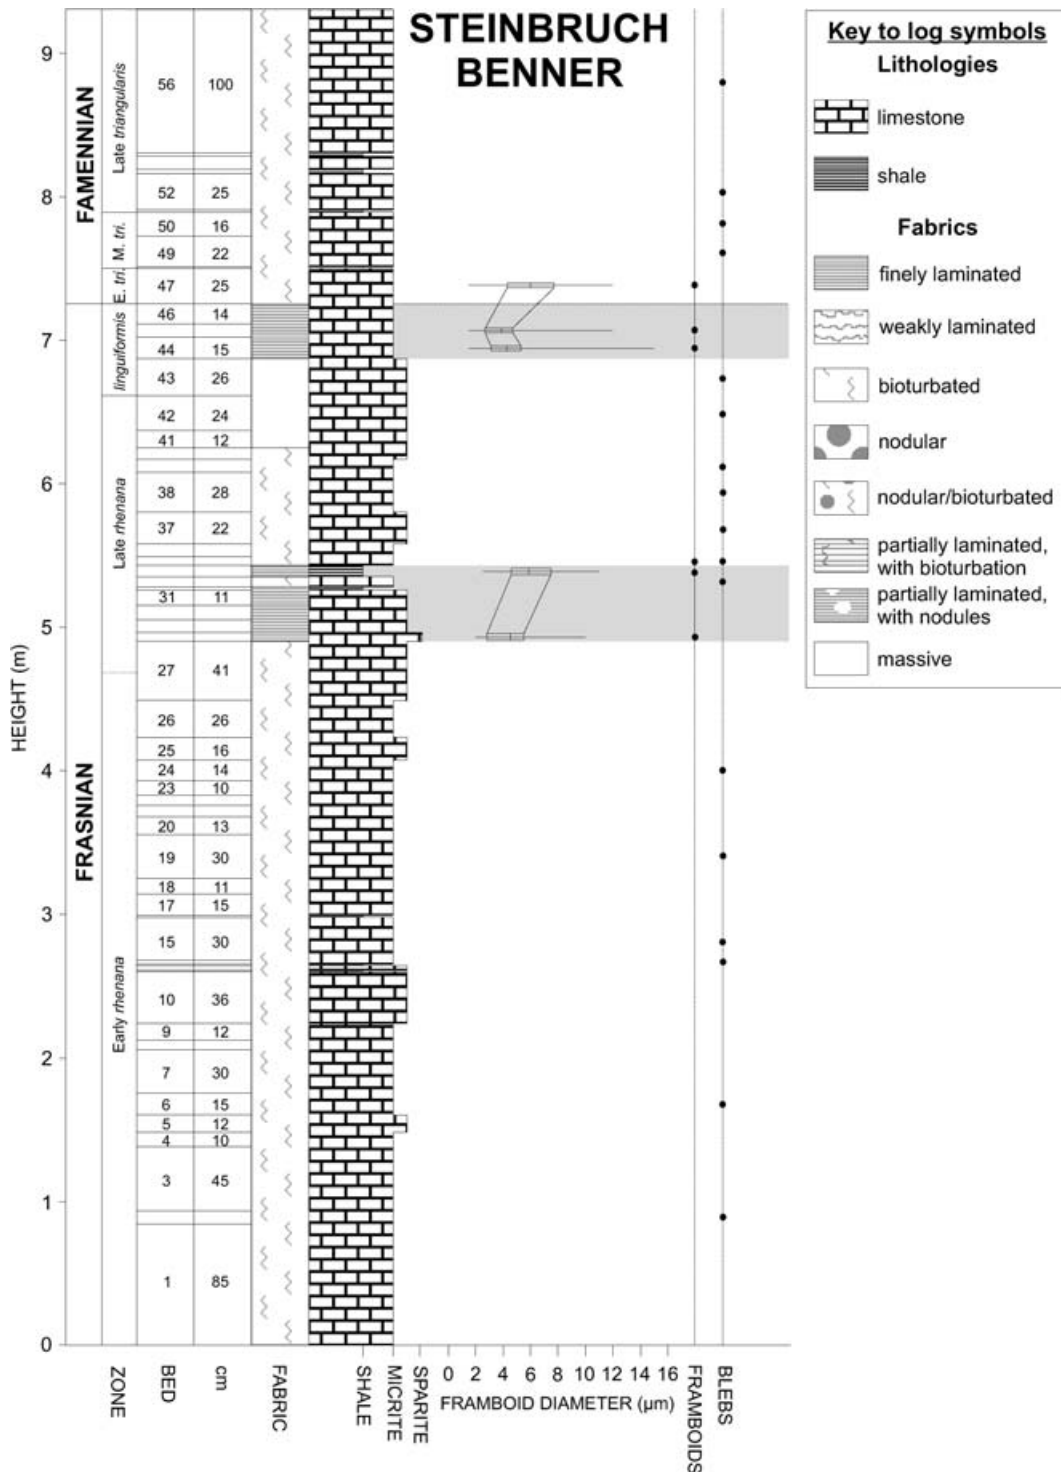 STEINBRUCH
BENNER
Key to log symbols
Lithologies
limestone
shale
Fabrics
finely laminated
weakly laminated
bioturbated
nodular
nodular/bioturbated
partially laminated,
with bioturbation
partially laminated,
with nodules
massive
HEIGHT (m)
9
8
7
6
5
4
3
2
1
0
FAMENNIAN
FRASNIAN
Late triangularis
M. tri.
E. tri.
linguiformis
Late rhenana
Early rhenana
56 100
52 25
50 16
49 22
47 25
46 14
44 15
43 26
42 24
41 12
38 28
37 22
31 11
27 41
26 26
25 16
24 14
23 10
20 13
19 30
18 11
17 15
15 30
10 36
9 12
7 30
6 15
5 12
4 10
3 45
1 85
ZONE
BED
cm
FABRIC
SHALE
MICRITE
SPARITE
0 2 4 6 8 10 12 14 16
FRAMBOID DIAMETER (µm)
FRAMBOIDS
BLEBS